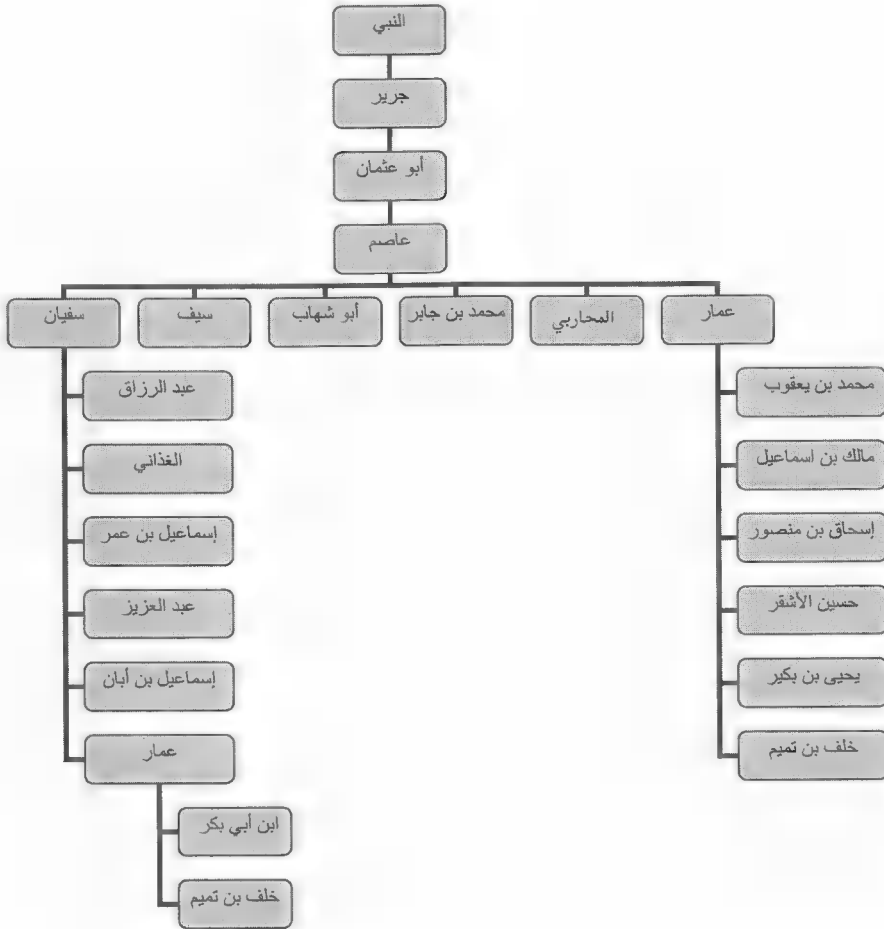 النبي
جرير
أبو عثمان
عاصم
عمار
المحاربي
محمد بن جابر
أبو شهاب
سيف
سفيان
محمد بن يعقوب
مالك بن اسماعيل
إسحاق بن منصور
حسين الأشقر
يحيى بن بكير
خلف بن تميم
عبد الرزاق
الغذاني
إسماعيل بن عمر
عبد العزيز
إسماعيل بن أبان
عمار
ابن أبي بكر
خلف بن تميم